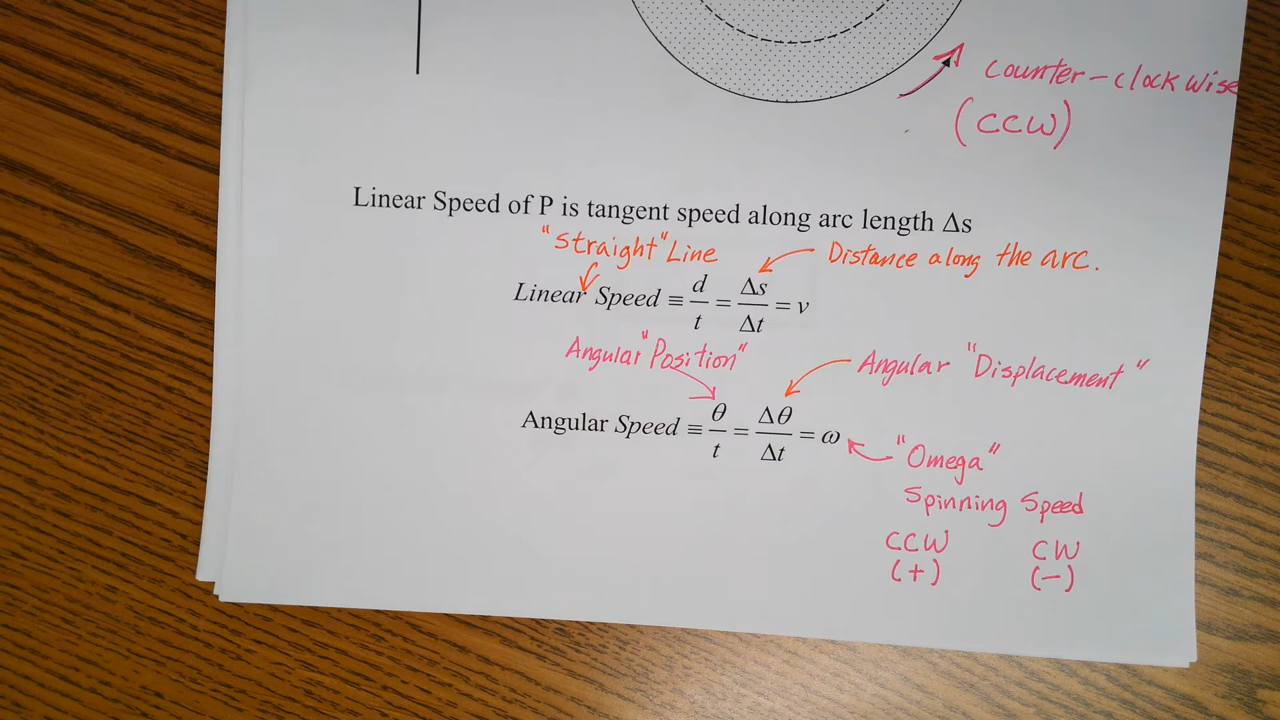 counter-clockwise
(CCW)
Linear Speed of P is tangent speed along arc length Δs
"Straight" Line
Distance along the arc.
Linear Speed ≡ d/t = Δs/Δt = v
Angular "Position"
Angular "Displacement"
Angular Speed ≡ θ/t = Δθ/Δt = ω
"Omega"
Spinning Speed
CCW CW
(+) (−)